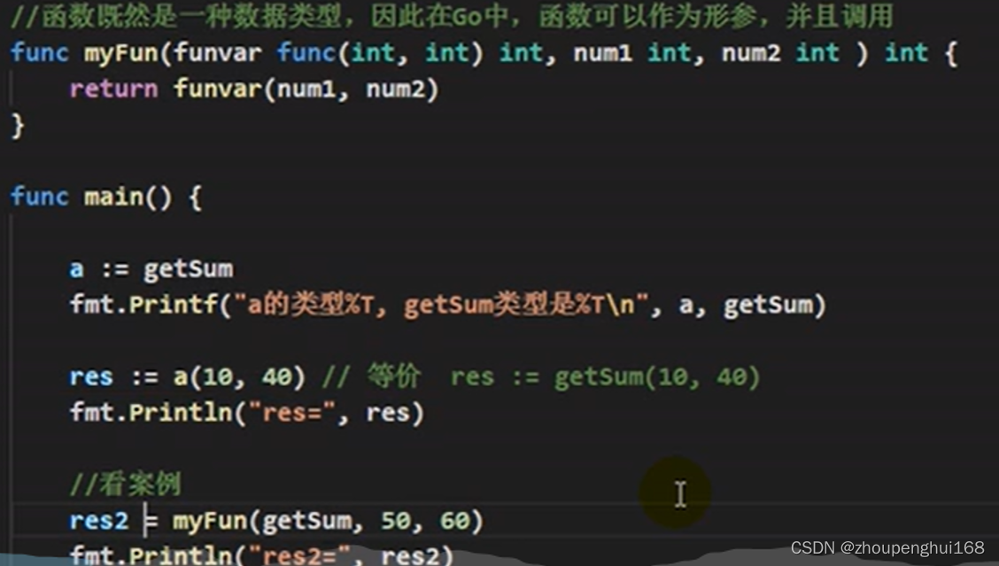 //函数既然是一种数据类型，因此在Go中，函数可以作为形参，并且调用
func myFun(funvar func(int, int) int, num1 int, num2 int ) int {
    return funvar(num1, num2)
}
func main() {
    a := getSum
    fmt.Printf("a的类型%T, getSum类型是%T\n", a, getSum)
    res := a(10, 40) // 等价  res := getSum(10, 40)
    fmt.Println("res=", res)
    //看案例
    res2 = myFun(getSum, 50, 60)
    fmt.Println("res2=", res2)
CSDN @zhoupenghui168